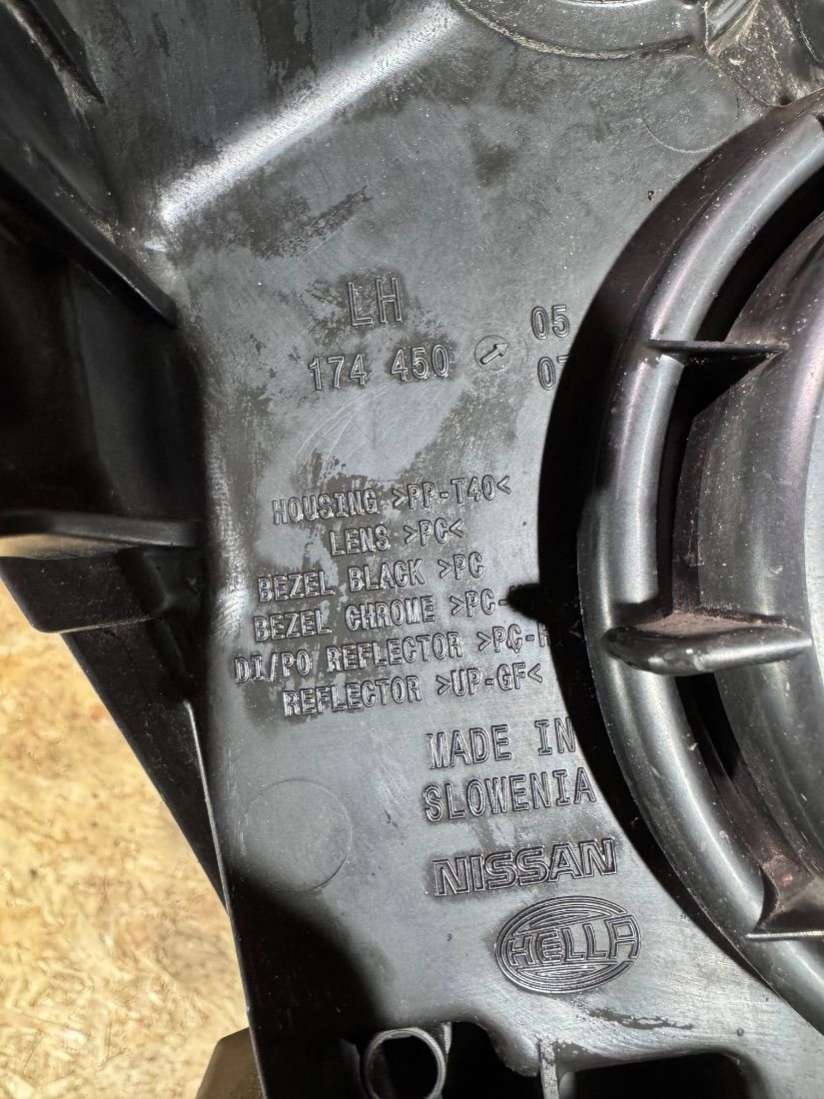 LH
05
174 450
07
HOUSING >PP-T40<
LENS >PC<
BEZEL BLACK >PC
BEZEL CHROME >PC-
DI/PO REFLECTOR >PC-
REFLECTOR >UP-GF<
MADE IN
SLOWENIA
NISSAN
HELLA